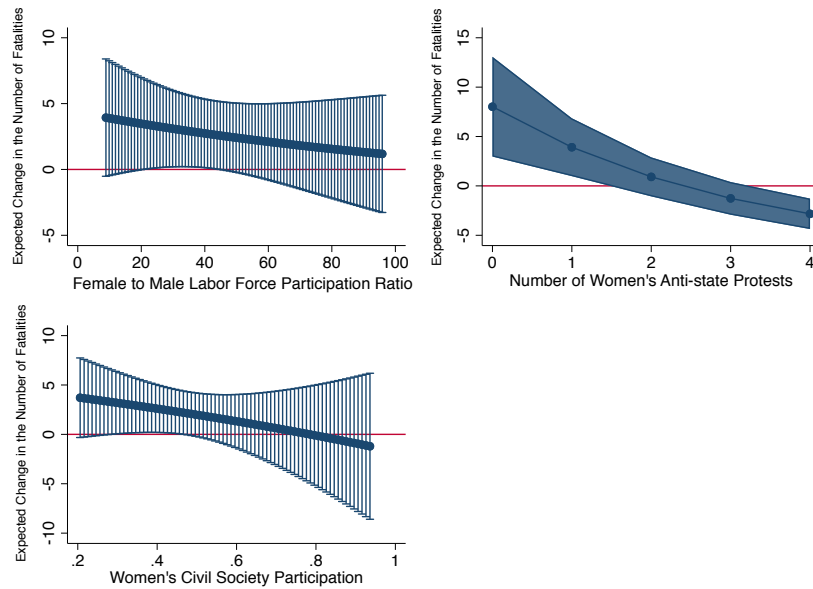 Expected Change in the Number of Fatalities
10
5
0
-5
0 20 40 60 80 100
Female to Male Labor Force Participation Ratio
Expected Change in the Number of Fatalities
15
10
5
0
-5
0 1 2 3 4
Number of Women's Anti-state Protests
Expected Change in the Number of Fatalities
10
5
0
-5
-10
.2 .4 .6 .8 1
Women's Civil Society Participation